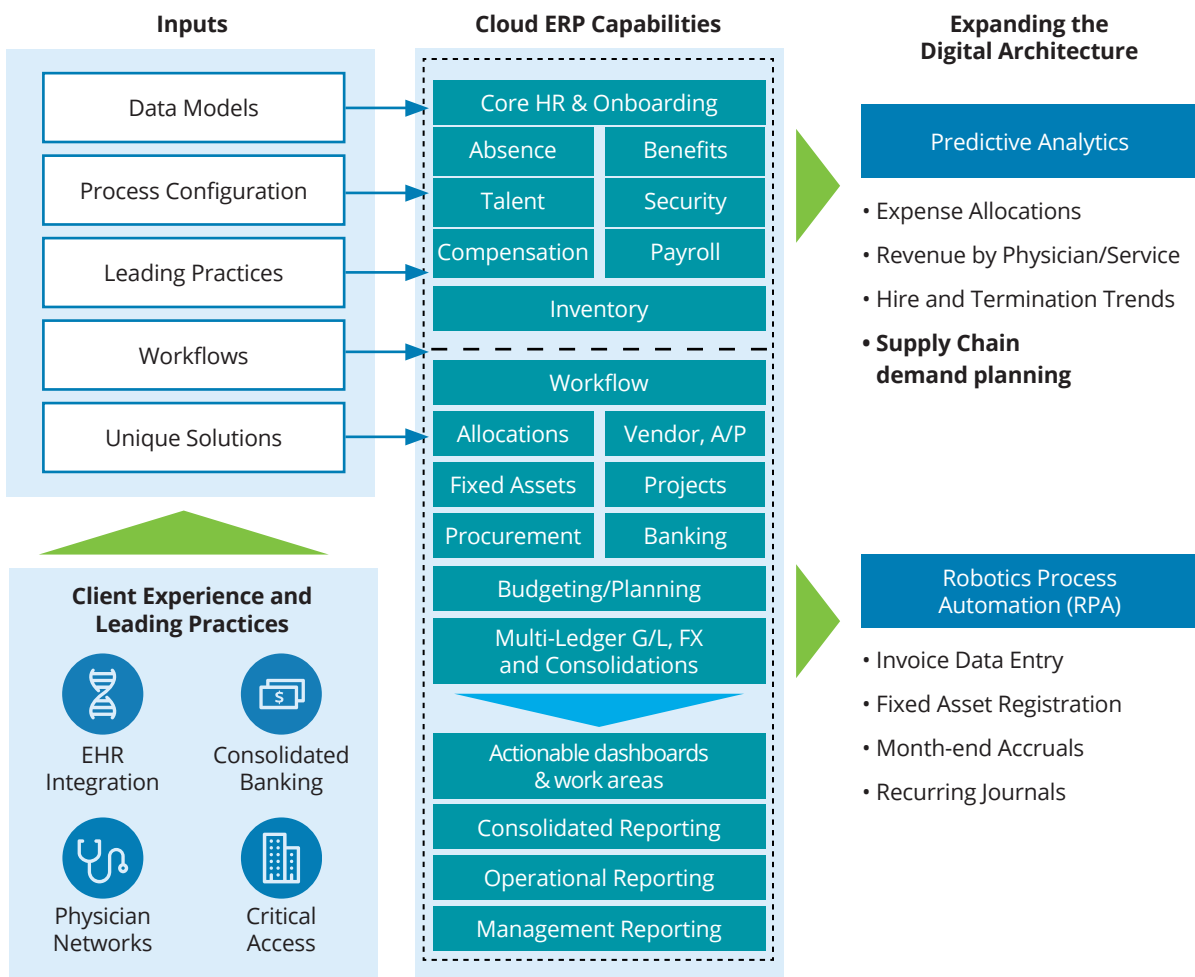 Inputs
Data Models
Process Configuration
Leading Practices
Workflows
Unique Solutions
Client Experience and
Leading Practices
EHR
Integration
$
Consolidated
Banking
Physician
Networks
Critical
Access
Cloud ERP Capabilities
Core HR & Onboarding
Absence
Benefits
Talent
Security
Compensation
Payroll
Inventory
Workflow
Allocations
Vendor, A/P
Fixed Assets
Projects
Procurement
Banking
Budgeting/Planning
Multi-Ledger G/L, FX
and Consolidations
Actionable dashboards
& work areas
Consolidated Reporting
Operational Reporting
Management Reporting
Expanding the
Digital Architecture
Predictive Analytics
• Expense Allocations
• Revenue by Physician/Service
• Hire and Termination Trends
• Supply Chain
demand planning
Robotics Process
Automation (RPA)
• Invoice Data Entry
• Fixed Asset Registration
• Month-end Accruals
• Recurring Journals